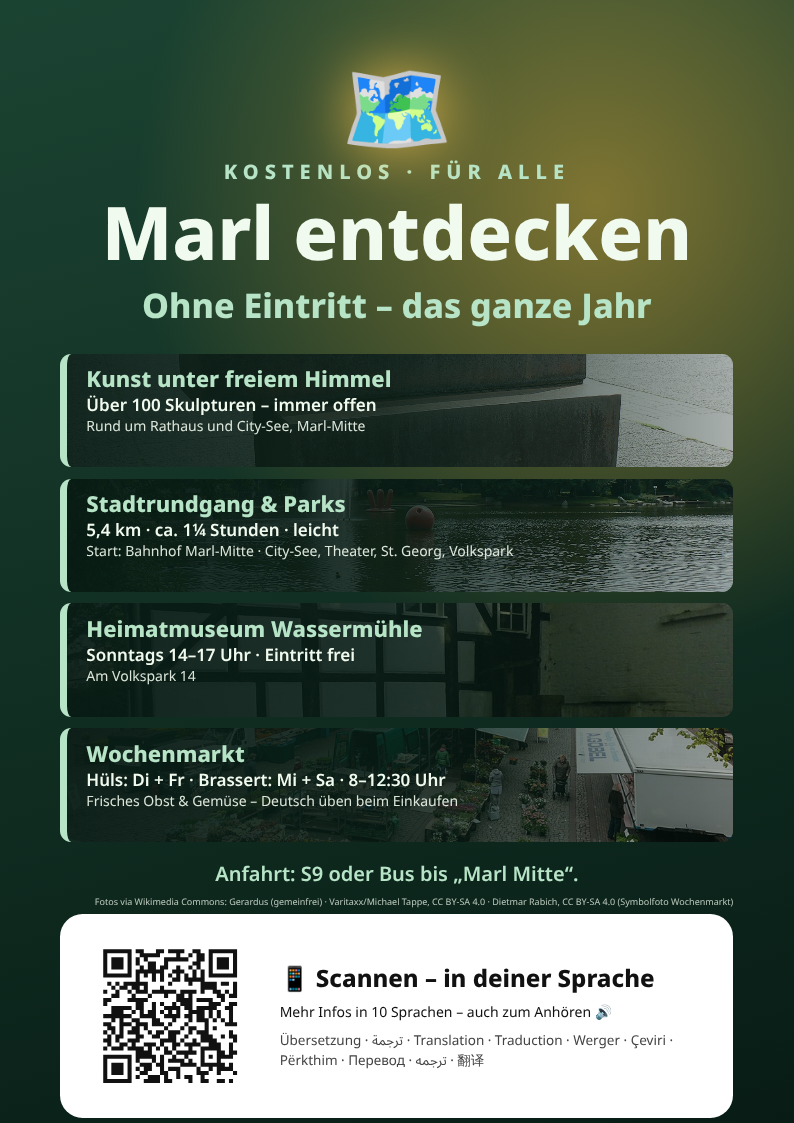 KOSTENLOS · FÜR ALLE
Marl entdecken
Ohne Eintritt – das ganze Jahr
Kunst unter freiem Himmel
Über 100 Skulpturen – immer offen
Rund um Rathaus und City-See, Marl-Mitte
Stadtrundgang & Parks
5,4 km · ca. 1¼ Stunden · leicht
Start: Bahnhof Marl-Mitte · City-See, Theater, St. Georg, Volkspark
Heimatmuseum Wassermühle
Sonntags 14–17 Uhr · Eintritt frei
Am Volkspark 14
Wochenmarkt
Hüls: Di + Fr · Brassert: Mi + Sa · 8–12:30 Uhr
Frisches Obst & Gemüse – Deutsch üben beim Einkaufen
Anfahrt: S9 oder Bus bis „Marl Mitte“.
Fotos via Wikimedia Commons: Gerardus (gemeinfrei) · Varitaxx/Michael Tappe, CC BY-SA 4.0 · Dietmar Rabich, CC BY-SA 4.0 (Symbolfoto Wochenmarkt)
📱 Scannen – in deiner Sprache
Mehr Infos in 10 Sprachen – auch zum Anhören 🔊
Übersetzung · ترجمة · Translation · Traduction · Werger · Çeviri ·
Përkthim · Перевод · ترجمه · 翻译